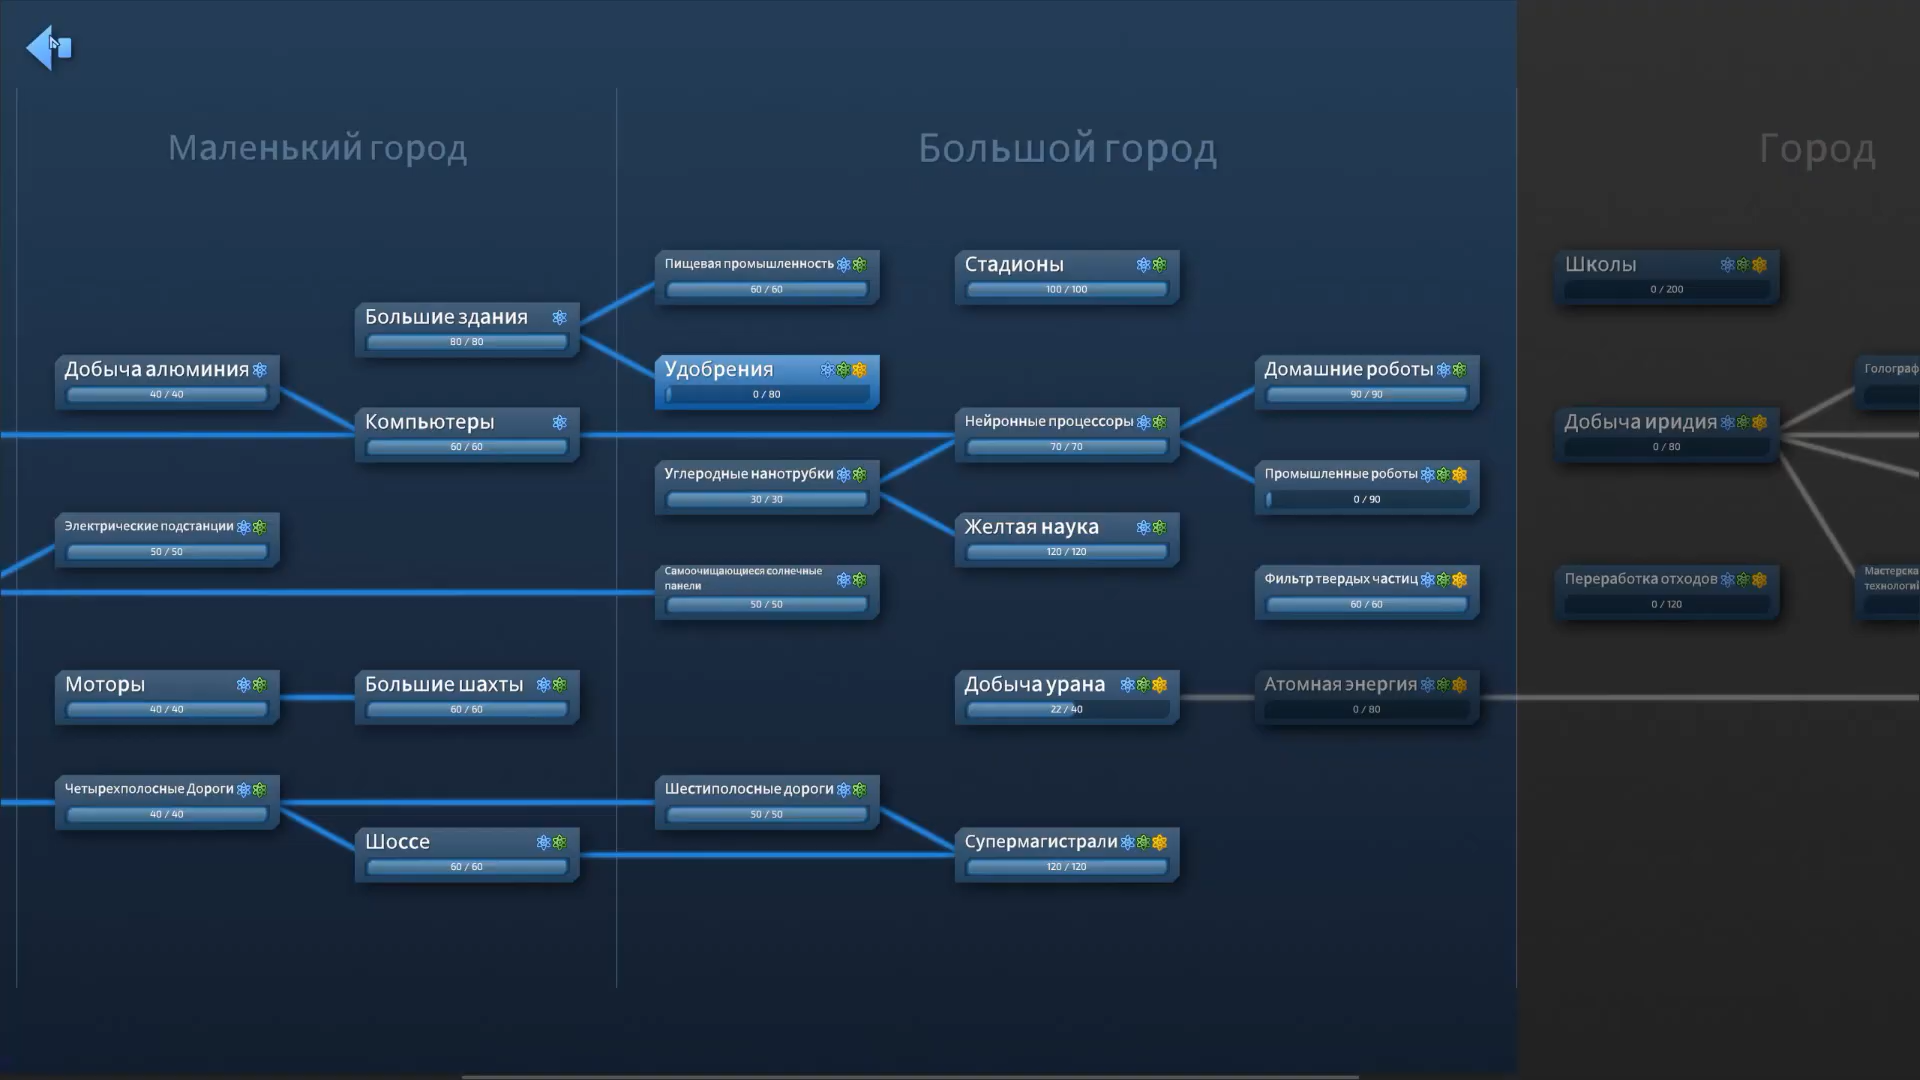 Маленький город
Большой город
Город
Пищевая промышленность
60 / 60
Стадионы
100 / 100
Школы
0 / 200
Большие здания
80 / 80
Добыча алюминия
40 / 40
Удобрения
0 / 80
Домашние роботы
90 / 90
Голограф
Компьютеры
60 / 60
Нейронные процессоры
70 / 70
Добыча иридия
0 / 80
Углеродные нанотрубки
30 / 30
Промышленные роботы
0 / 90
Электрические подстанции
50 / 50
Желтая наука
120 / 120
Самоочищающиеся солнечные
панели
50 / 50
Фильтр твердых частиц
60 / 60
Переработка отходов
0 / 120
Мастерска
технологи
Моторы
40 / 40
Большие шахты
60 / 60
Добыча урана
22 / 40
Атомная энергия
0 / 80
Четырехполосные Дороги
40 / 40
Шестиполосные дороги
50 / 50
Шоссе
60 / 60
Супермагистрали
120 / 120